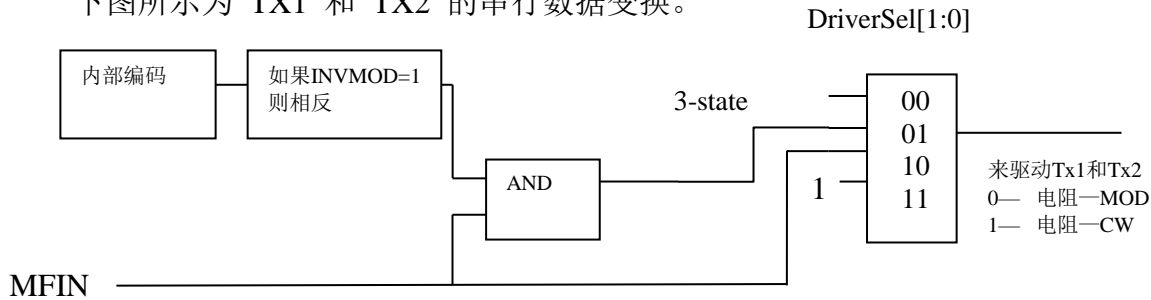 下图所示为 TX1 和 TX2 的串行数据变换。
DriverSel[1:0]
内部编码
如果INVMOD=1
则相反
3-state
00
01
10
11
AND
1
来驱动Tx1和Tx2
0— 电阻—MOD
1— 电阻—CW
MFIN